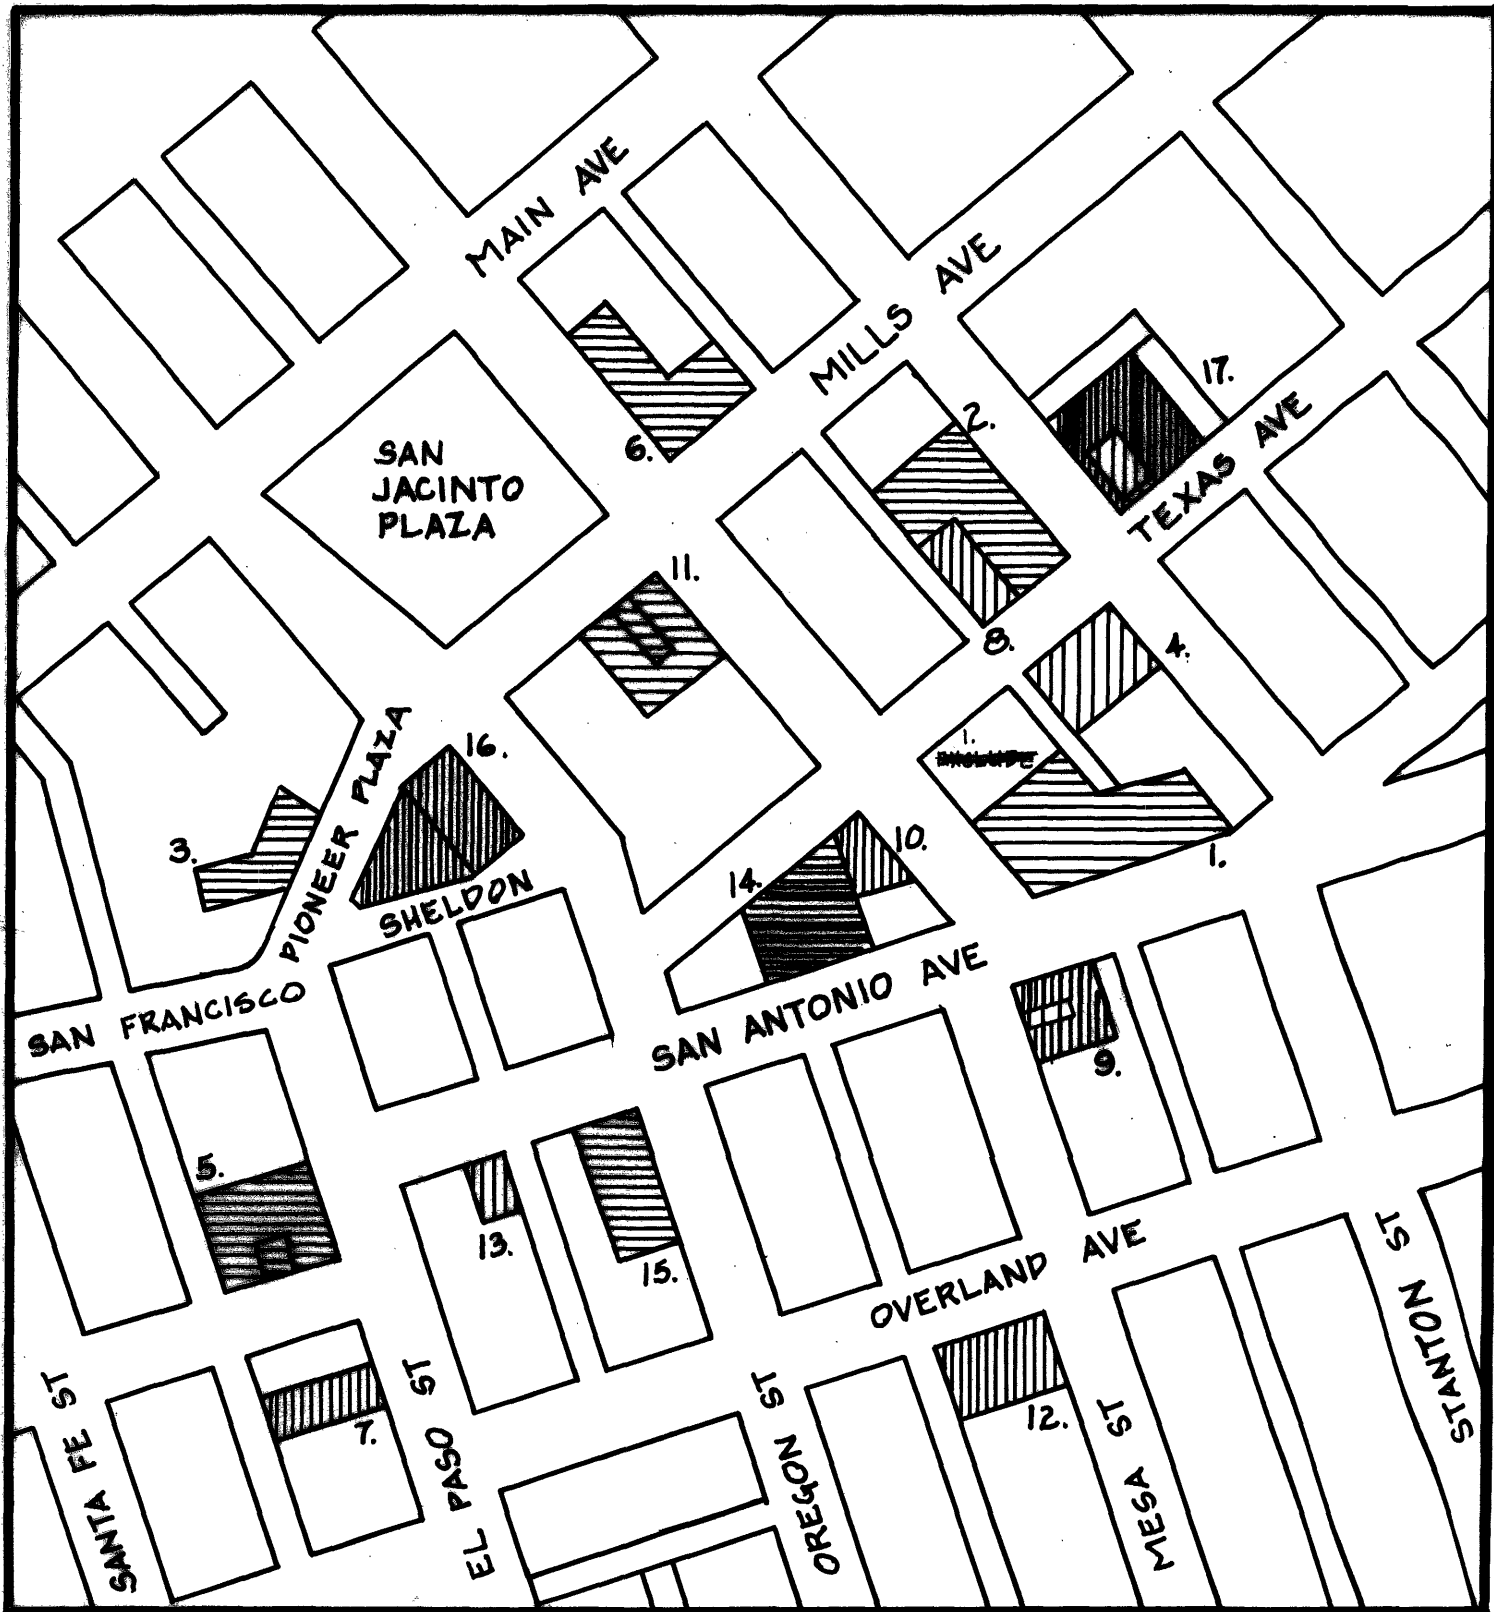 MAIN AVE
MILLS AVE
17.
2.
TEXAS AVE
6.
SAN
JACINTO
PLAZA
11.
8.
4.
PIONEER PLAZA
16.
1.
3.
10.
1.
14.
SHELDON
SAN ANTONIO AVE
SAN FRANCISCO
9.
5.
13.
15.
OVERLAND AVE
STANTON ST
SANTA FE ST
7.
EL PASO ST
OREGON ST
12.
MESA ST